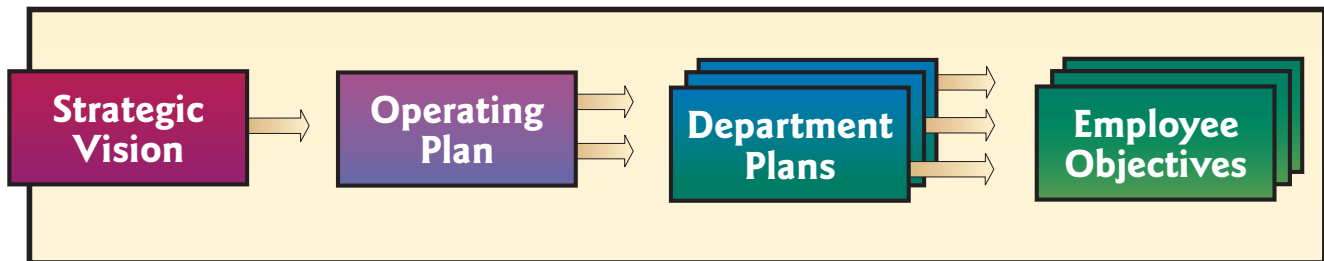 Strategic
Vision
Operating
Plan
Department
Plans
Employee
Objectives